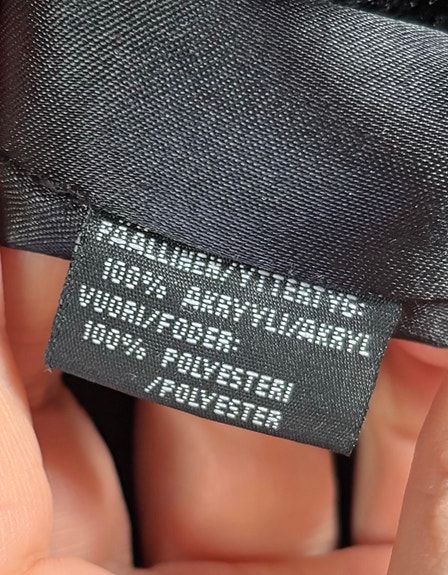 PÄÄLLINEN/YTTERTYG:
100% AKRYYLI/AKRYL
VUORI/FODER:
100% POLYESTERI
/POLYESTER